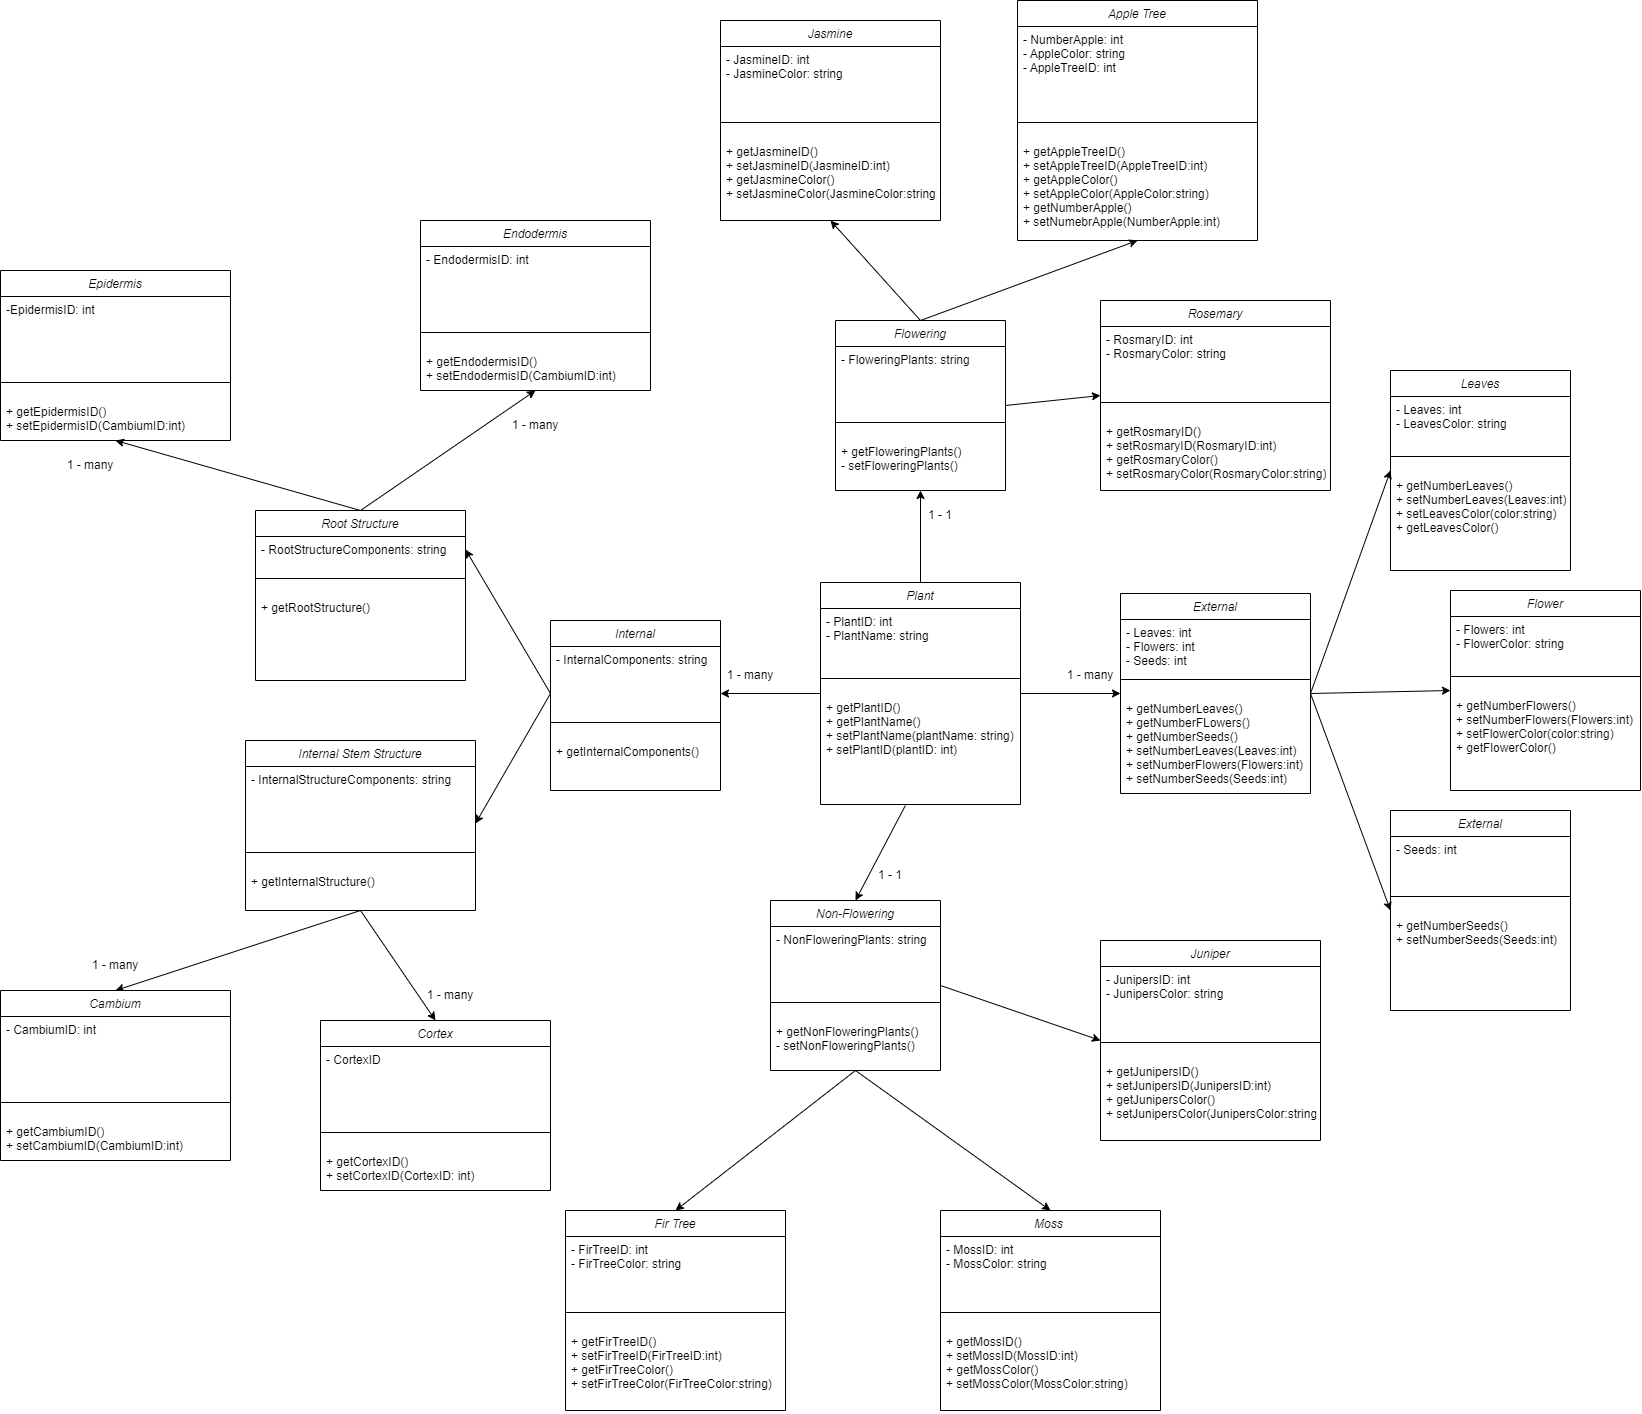 Jasmine
- JasmineID: int
- JasmineColor: string
+ getJasmineID()
+ setJasmineID(JasmineID:int)
+ getJasmineColor()
+ setJasmineColor(JasmineColor:string
Apple Tree
- NumberApple: int
- AppleColor: string
- AppleTreeID: int
+ getAppleTreeID()
+ setAppleTreeID(AppleTreeID:int)
+ getAppleColor()
+ setAppleColor(AppleColor:string)
+ getNumberApple()
+ setNumebrApple(NumberApple:int)
Endodermis
- EndodermisID: int
+ getEndodermisID()
+ setEndodermisID(CambiumID:int)
1 - many
Epidermis
-EpidermisID: int
+ getEpidermisID()
+ setEpidermisID(CambiumID:int)
1 - many
Flowering
- FloweringPlants: string
+ getFloweringPlants()
- setFloweringPlants()
1 - 1
Rosemary
- RosmaryID: int
- RosmaryColor: string
+ getRosmaryID()
+ setRosmaryID(RosmaryID:int)
+ getRosmaryColor()
+ setRosmaryColor(RosmaryColor:string)
Leaves
- Leaves: int
- LeavesColor: string
+ getNumberLeaves()
+ setNumberLeaves(Leaves:int)
+ setLeavesColor(color:string)
+ getLeavesColor()
Root Structure
- RootStructureComponents: string
+ getRootStructure()
Internal
- InternalComponents: string
+ getInternalComponents()
1 - many
Plant
- PlantID: int
- PlantName: string
+ getPlantID()
+ getPlantName()
+ setPlantName(plantName: string)
+ setPlantID(plantID: int)
1 - many
External
- Leaves: int
- Flowers: int
- Seeds: int
+ getNumberLeaves()
+ getNumberFLowers()
+ getNumberSeeds()
+ setNumberLeaves(Leaves:int)
+ setNumberFlowers(Flowers:int)
+ setNumberSeeds(Seeds:int)
Flower
- Flowers: int
- FlowerColor: string
+ getNumberFlowers()
+ setNumberFlowers(Flowers:int)
+ setFlowerColor(color:string)
+ getFlowerColor()
Internal Stem Structure
- InternalStructureComponents: string
+ getInternalStructure()
1 - 1
External
- Seeds: int
+ getNumberSeeds()
+ setNumberSeeds(Seeds:int)
Non-Flowering
- NonFloweringPlants: string
+ getNonFloweringPlants()
- setNonFloweringPlants()
Juniper
- JunipersID: int
- JunipersColor: string
+ getJunipersID()
+ setJunipersID(JunipersID:int)
+ getJunipersColor()
+ setJunipersColor(JunipersColor:string
1 - many
Cambium
- CambiumID: int
+ getCambiumID()
+ setCambiumID(CambiumID:int)
1 - many
Cortex
- CortexID
+ getCortexID()
+ setCortexID(CortexID: int)
Fir Tree
- FirTreeID: int
- FirTreeColor: string
+ getFirTreeID()
+ setFirTreeID(FirTreeID:int)
+ getFirTreeColor()
+ setFirTreeColor(FirTreeColor:string)
Moss
- MossID: int
- MossColor: string
+ getMossID()
+ setMossID(MossID:int)
+ getMossColor()
+ setMossColor(MossColor:string)